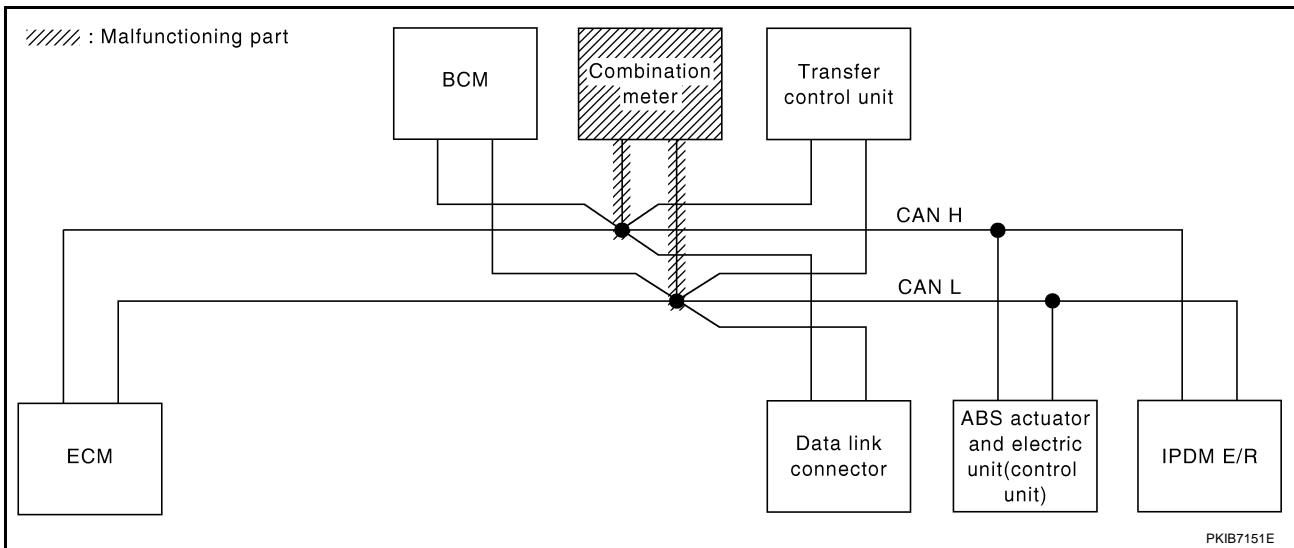 : Malfunctioning part
BCM
Combination
meter
Transfer
control unit
CAN H
CAN L
ECM
Data link
connector
ABS actuator
and electric
unit(control
unit)
IPDM E/R
PKIB7151E